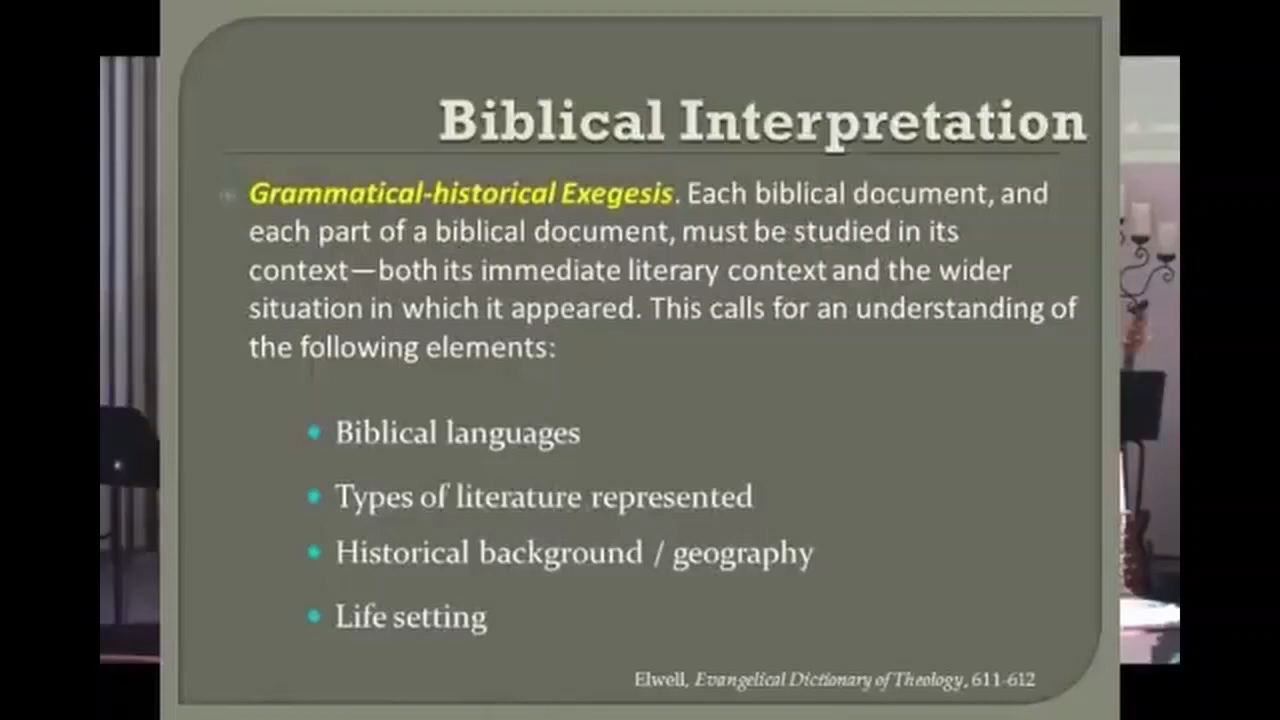 Biblical Interpretation
Grammatical-historical Exegesis. Each biblical document, and
each part of a biblical document, must be studied in its
context—both its immediate literary context and the wider
situation in which it appeared. This calls for an understanding of
the following elements:
• Biblical languages
• Types of literature represented
• Historical background / geography
• Life setting
Elwell, Evangelical Dictionary of Theology, 611-612